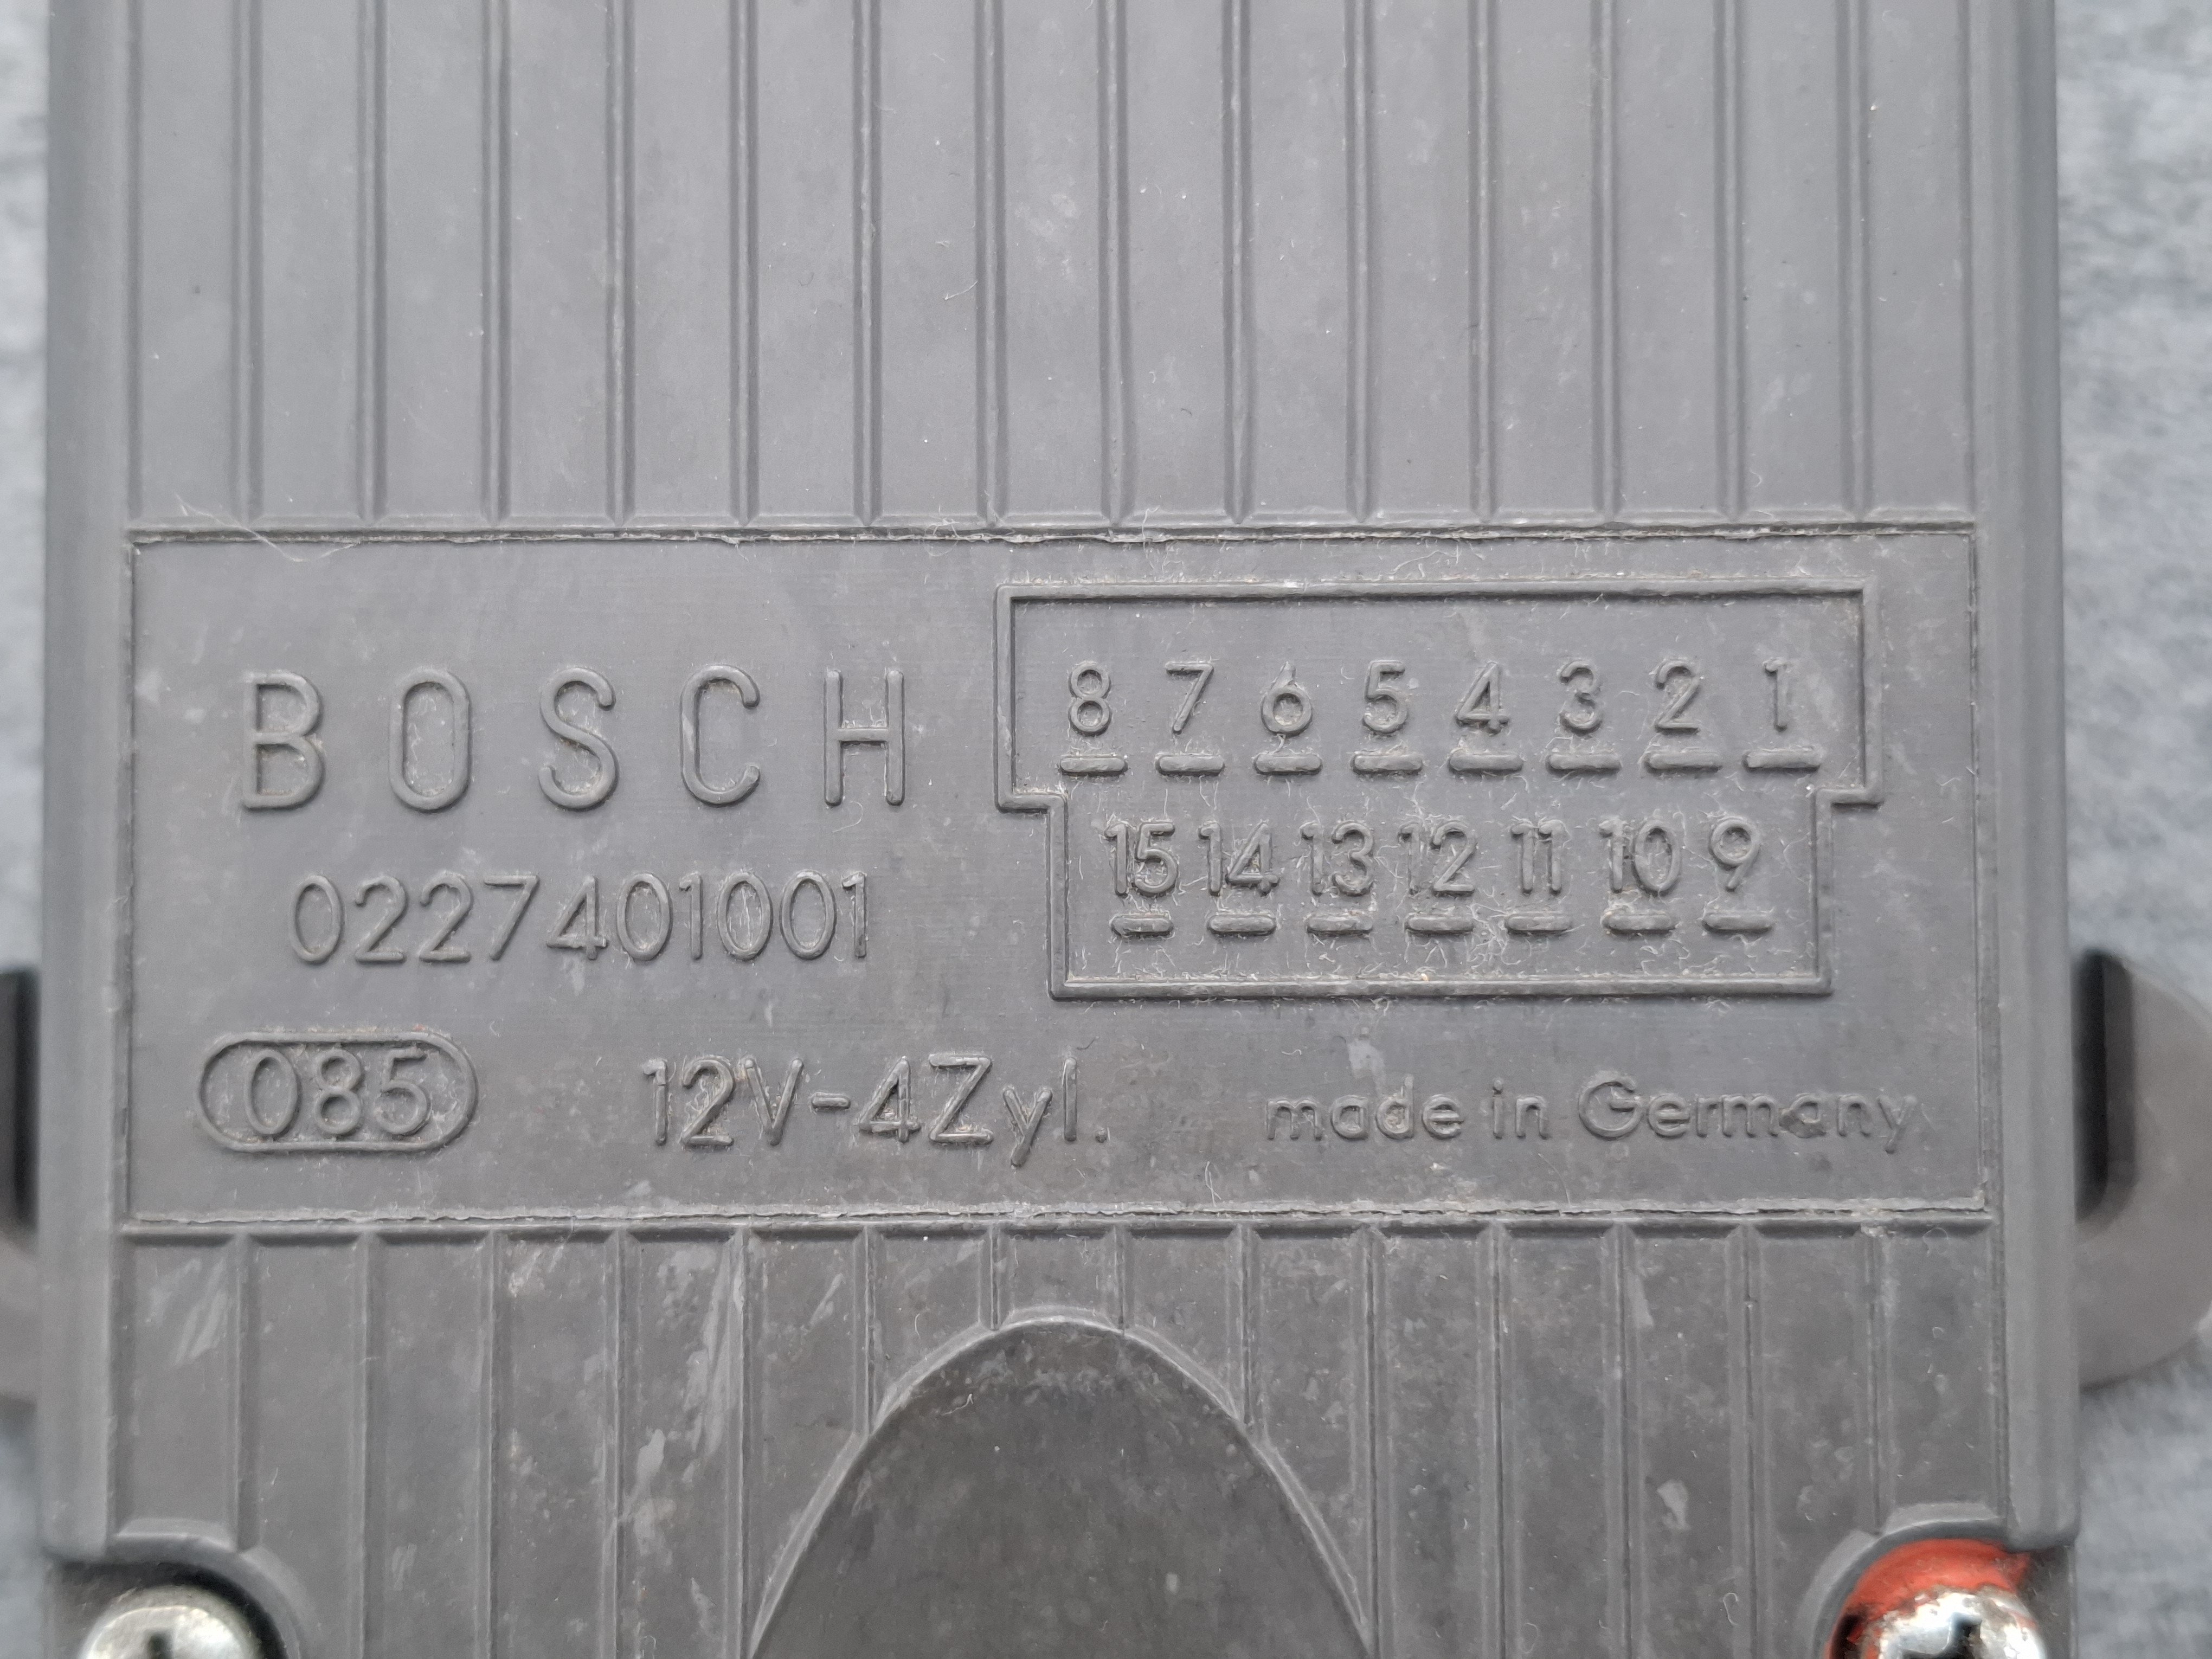 BOSCH
0227401001
8 7 6 5 4 3 2 1
15 14 13 12 11 10 9
085 12V-4Zyl. made in Germany